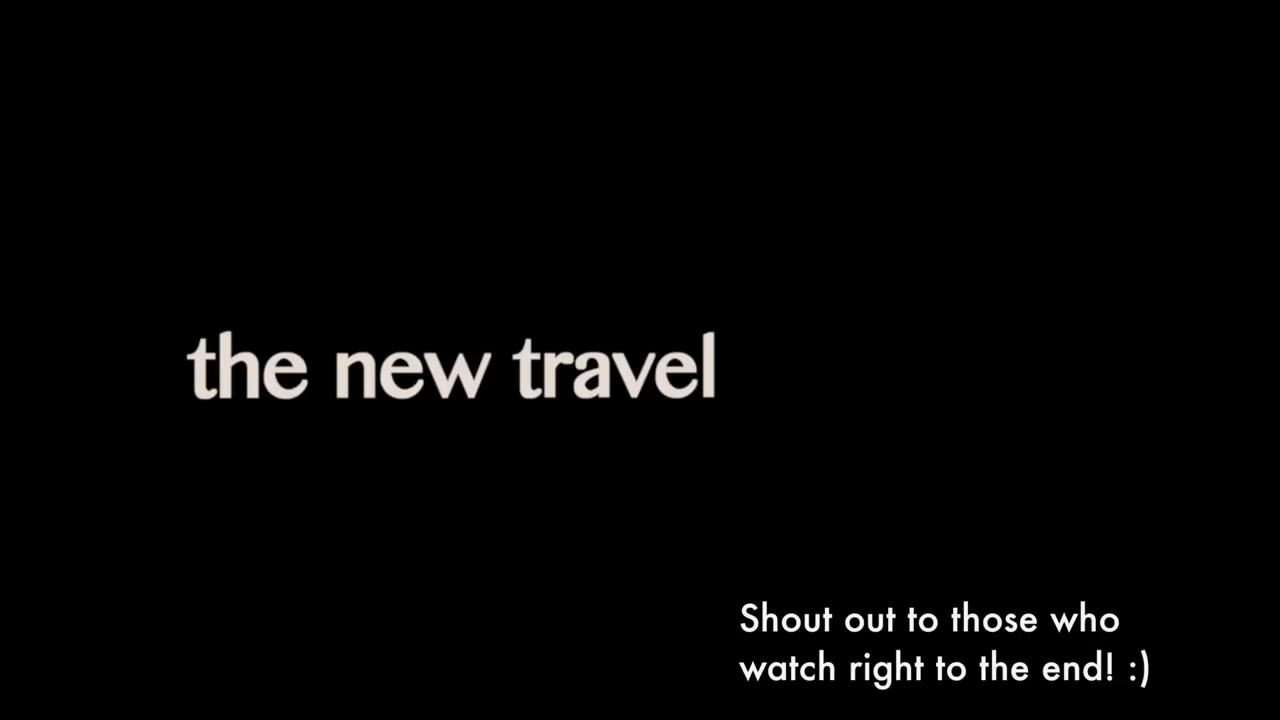 the new travel
Shout out to those who
watch right to the end! :)